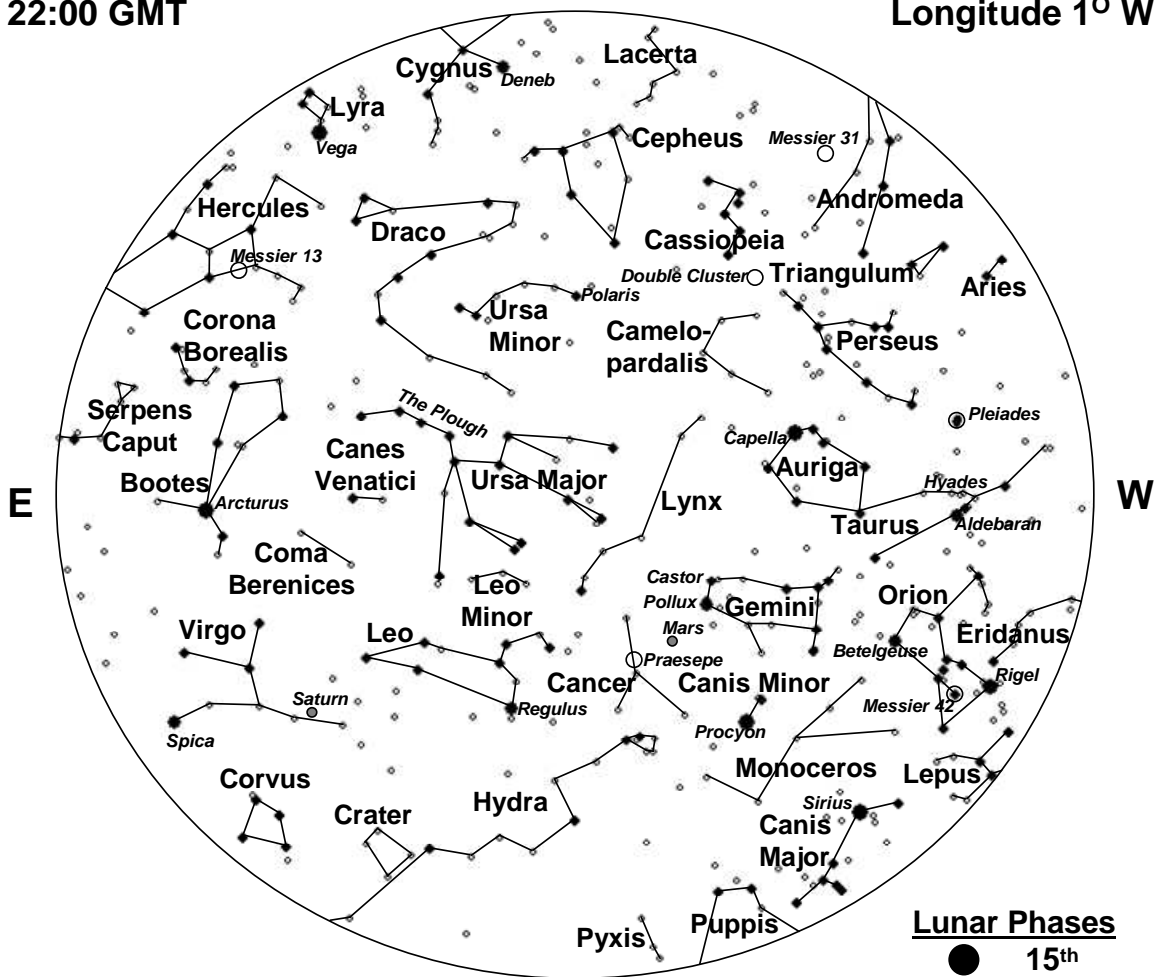 22:00 GMT
Longitude 1º W
Lacerta
Cygnus
Deneb
Lyra
Vega
Cepheus
Messier 31
Andromeda
Hercules
Draco
Cassiopeia
Messier 13
Double Cluster
Triangulum
Aries
Polaris
Ursa
Minor
Corona
Borealis
Camelo-
pardalis
Perseus
Serpens
Caput
The Plough
Pleiades
Capella
Canes
Venatici
Auriga
Bootes
Ursa Major
Hyades
Arcturus
E
Lynx
Taurus
Aldebaran
W
Coma
Berenices
Castor
Leo
Minor
Pollux
Gemini
Orion
Virgo
Leo
Mars
Eridanus
Betelgeuse
Praesepe
Rigel
Saturn
Cancer
Canis Minor
Messier 42
Regulus
Procyon
Spica
Monoceros
Lepus
Corvus
Hydra
Crater
Sirius
Canis
Major
Puppis
Pyxis
Lunar Phases
15th